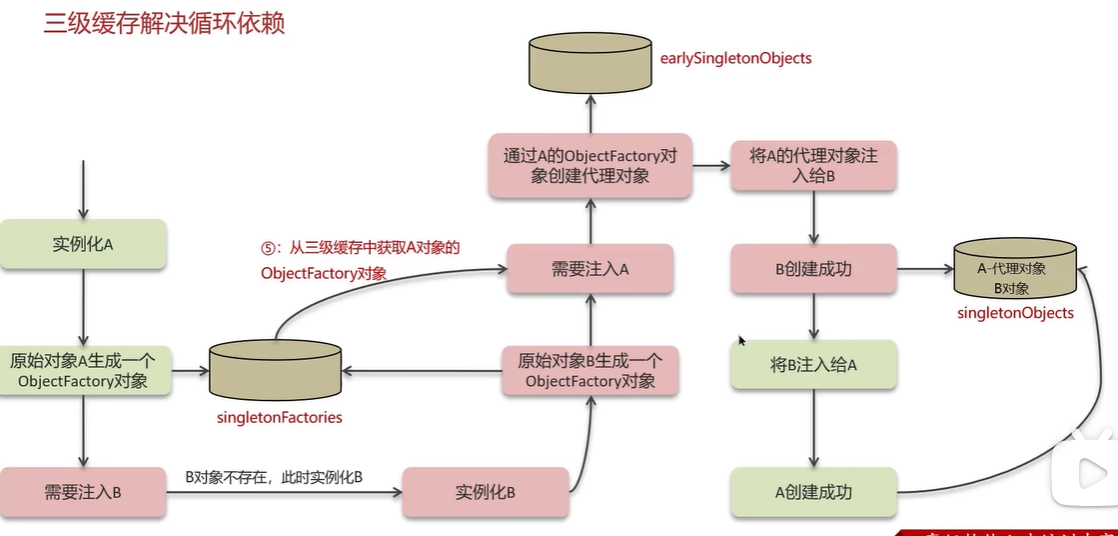 三级缓存解决循环依赖
earlySingletonObjects
通过A的ObjectFactory对
象创建代理对象
将A的代理对象注
入给B
实例化A
⑤：从三级缓存中获取A对象的
ObjectFactory对象
需要注入A
B创建成功
A-代理对象
B对象
singletonObjects
原始对象A生成一个
ObjectFactory对象
singletonFactories
原始对象B生成一个
ObjectFactory对象
将B注入给A
需要注入B
B对象不存在，此时实例化B
实例化B
A创建成功